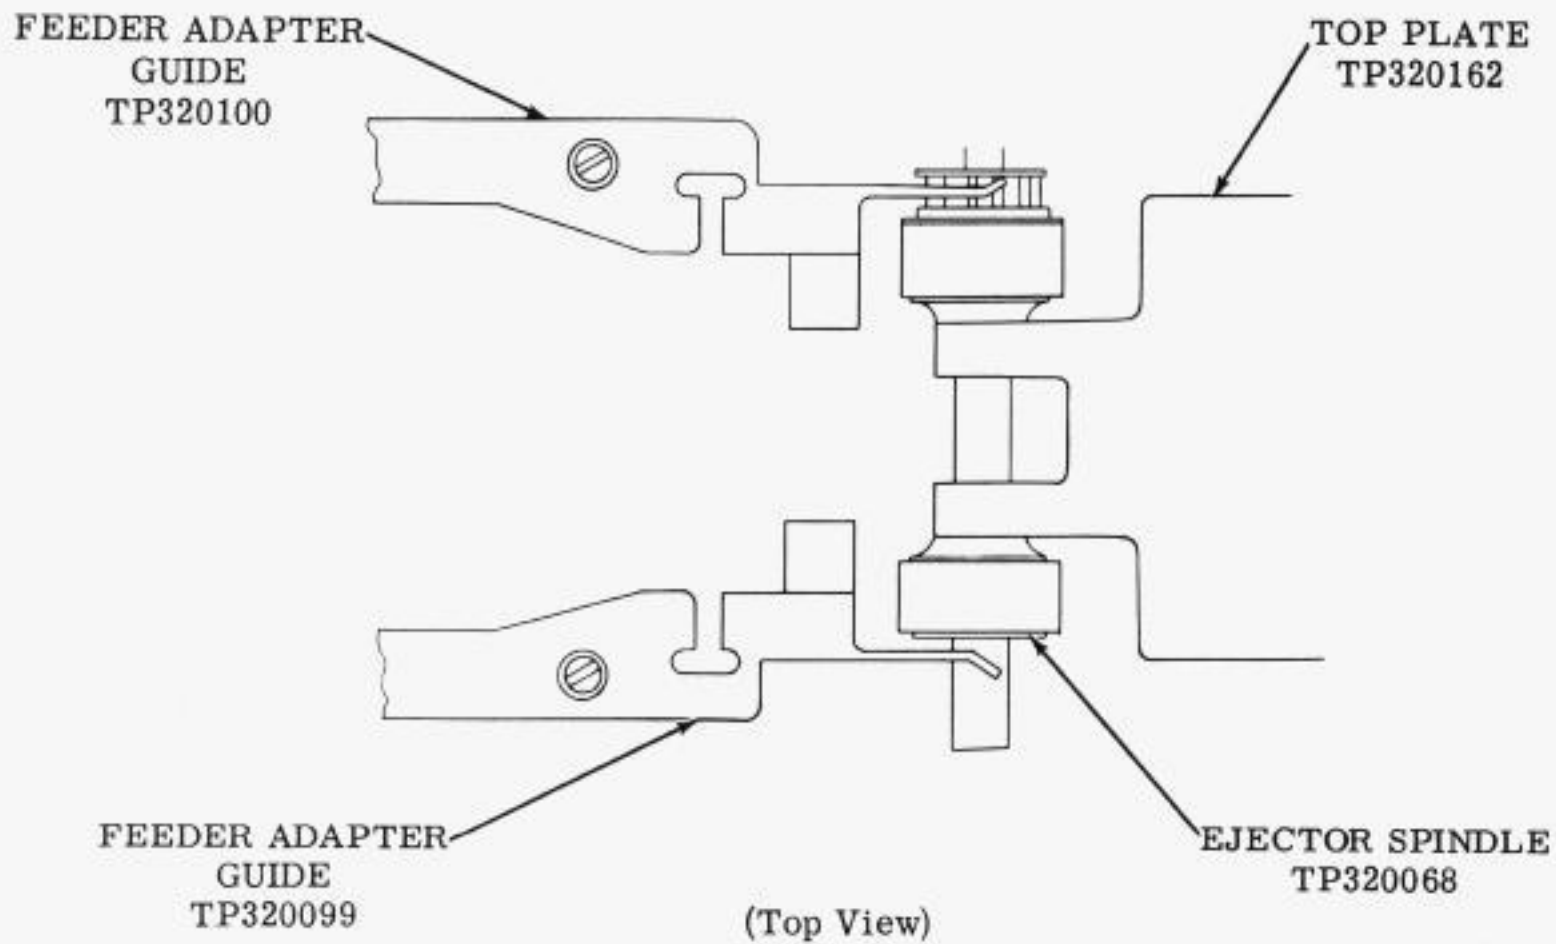 FEEDER ADAPTER
GUIDE
TP320100
TOP PLATE
TP320162
FEEDER ADAPTER
GUIDE
TP320099
EJECTOR SPINDLE
TP320068
(Top View)